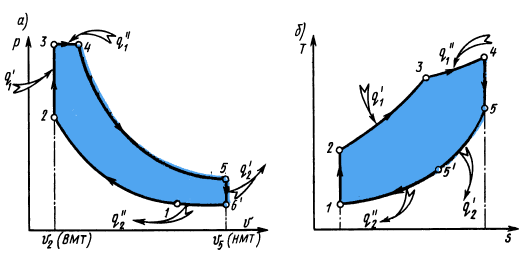 а)
p
3
4
q₁''
q₁'
2
5
q₂'
1
6'
q₂''
v
v₂ (ВМТ)
v₅ (НМТ)
б)
T
4
q₁''
3
q₁'
2
5
5'
1
q₂''
q₂'
s